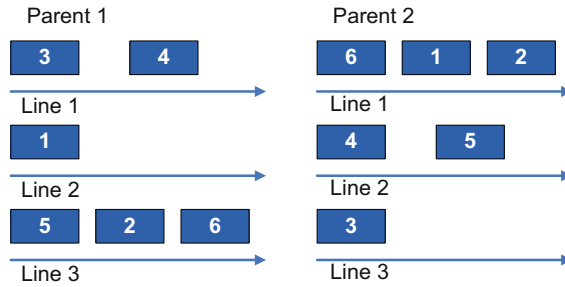 Parent 1
3 4
Line 1
1
Line 2
5 2 6
Line 3
Parent 2
6 1 2
Line 1
4 5
Line 2
3
Line 3